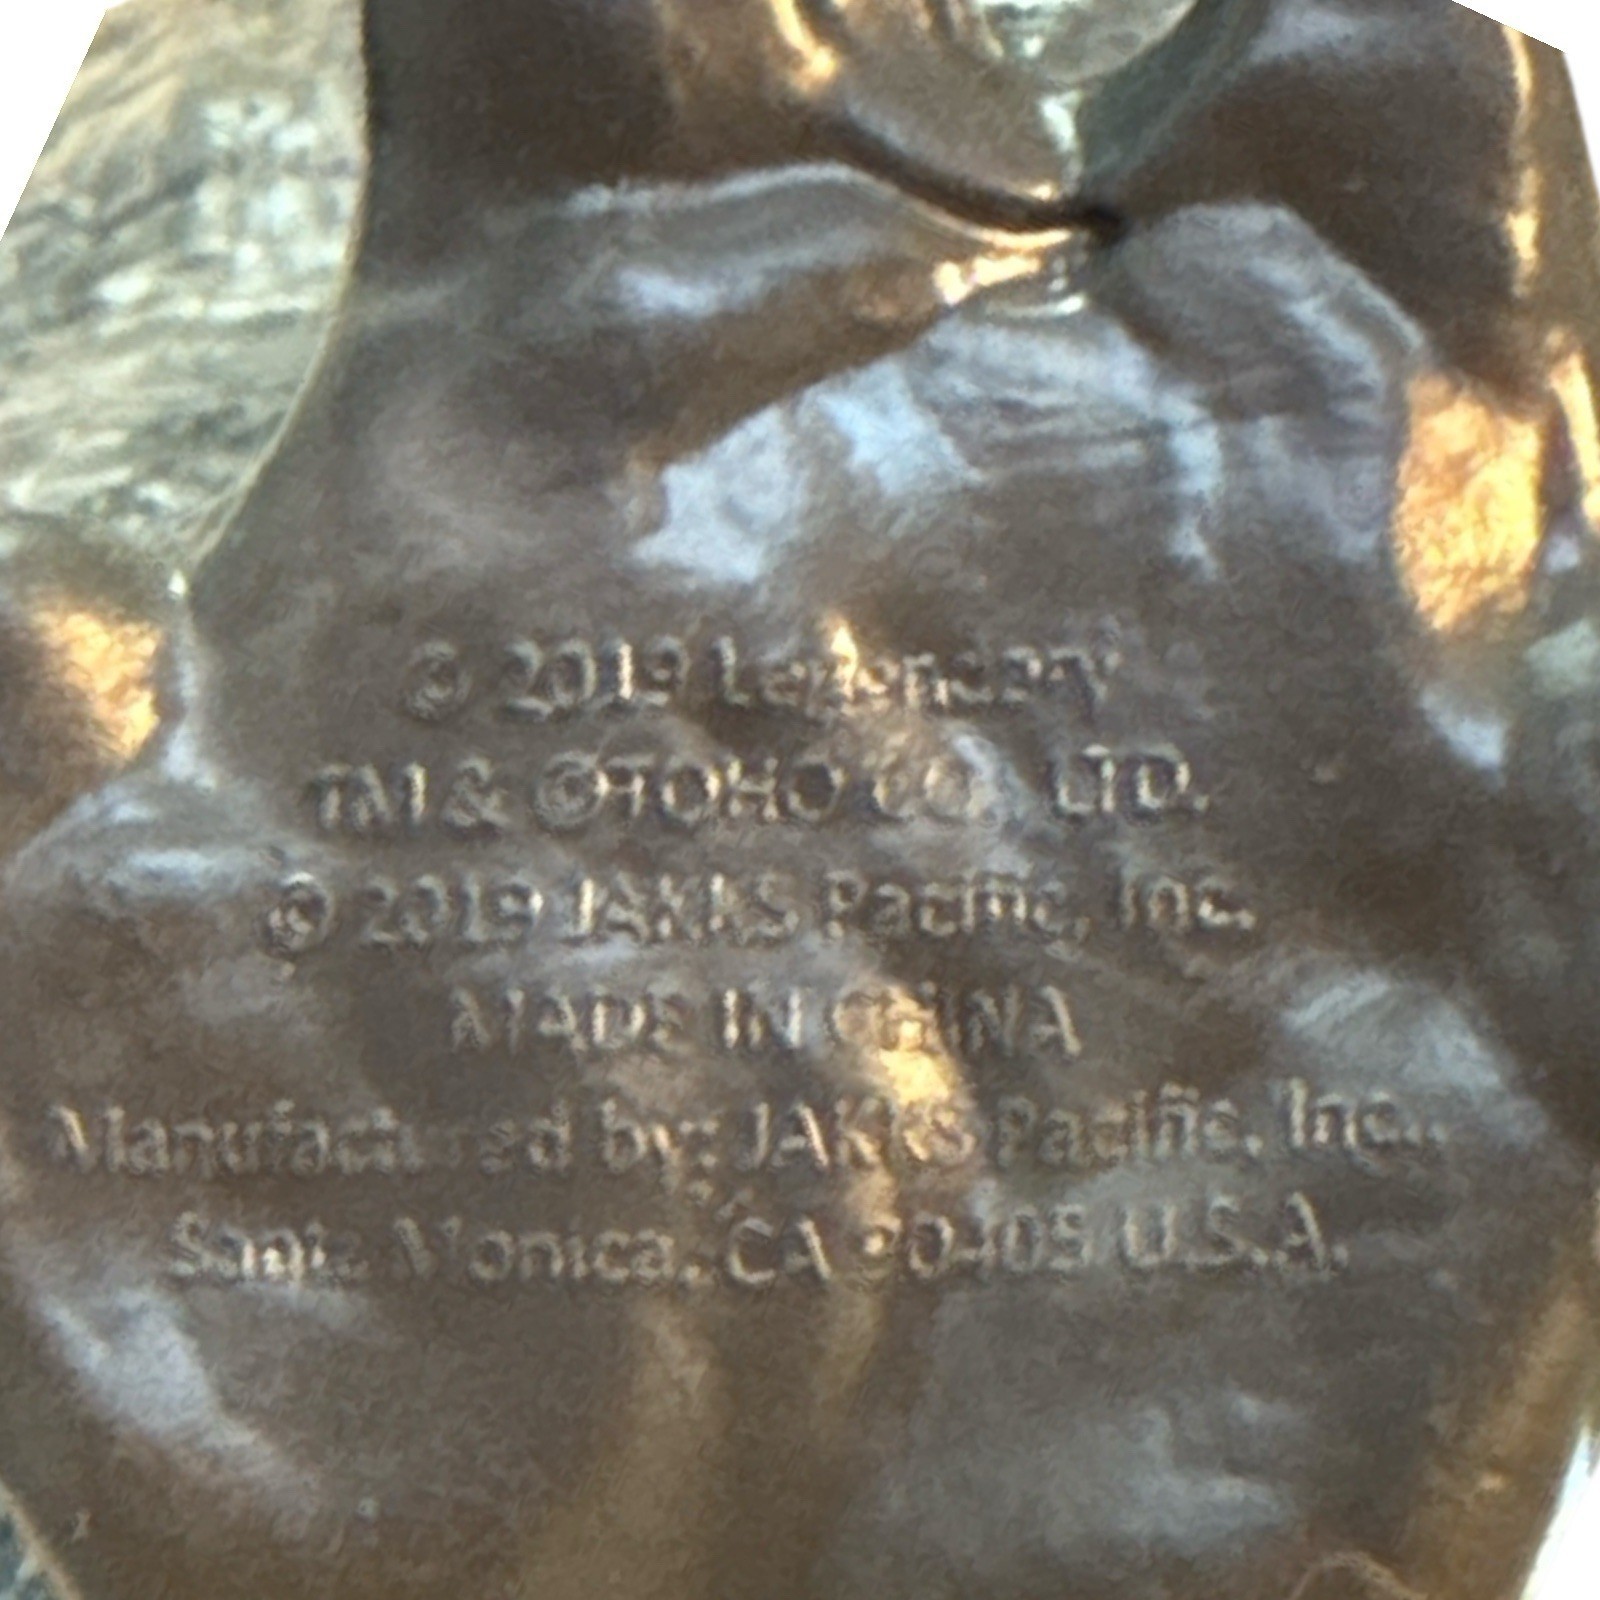 © 2019 Legendary
TM & ©TOHO CO., LTD.
© 2019 JAKKS Pacific, Inc.
MADE IN CHINA
Manufactured by: JAKKS Pacific, Inc.,
Santa Monica, CA 90405 U.S.A.